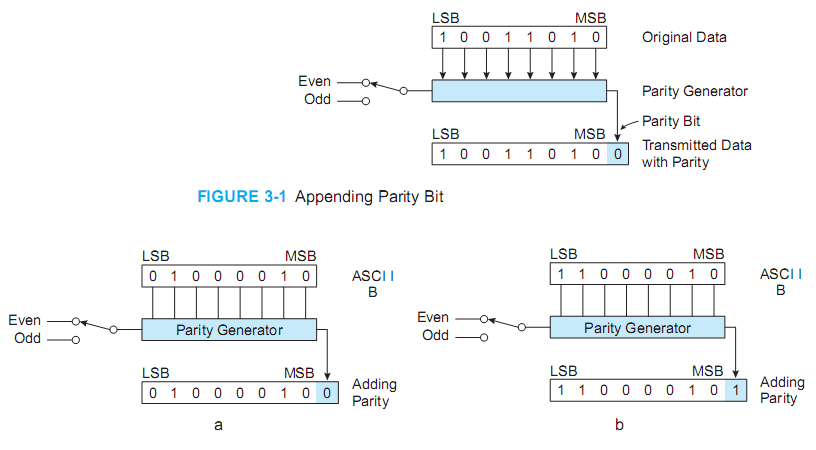 LSB MSB
1 0 0 1 1 0 1 0 Original Data
Even
Odd
Parity Generator
Parity Bit
LSB MSB
1 0 0 1 1 0 1 0 0 Transmitted Data
with Parity
FIGURE 3-1 Appending Parity Bit
LSB MSB
0 1 0 0 0 0 1 0 ASCI I
B
Even
Odd
Parity Generator
LSB MSB
0 1 0 0 0 0 1 0 0 Adding
Parity
a
LSB MSB
1 1 0 0 0 0 1 0 ASCI I
B
Even
Odd
Parity Generator
LSB MSB
1 1 0 0 0 0 1 0 1 Adding
Parity
b